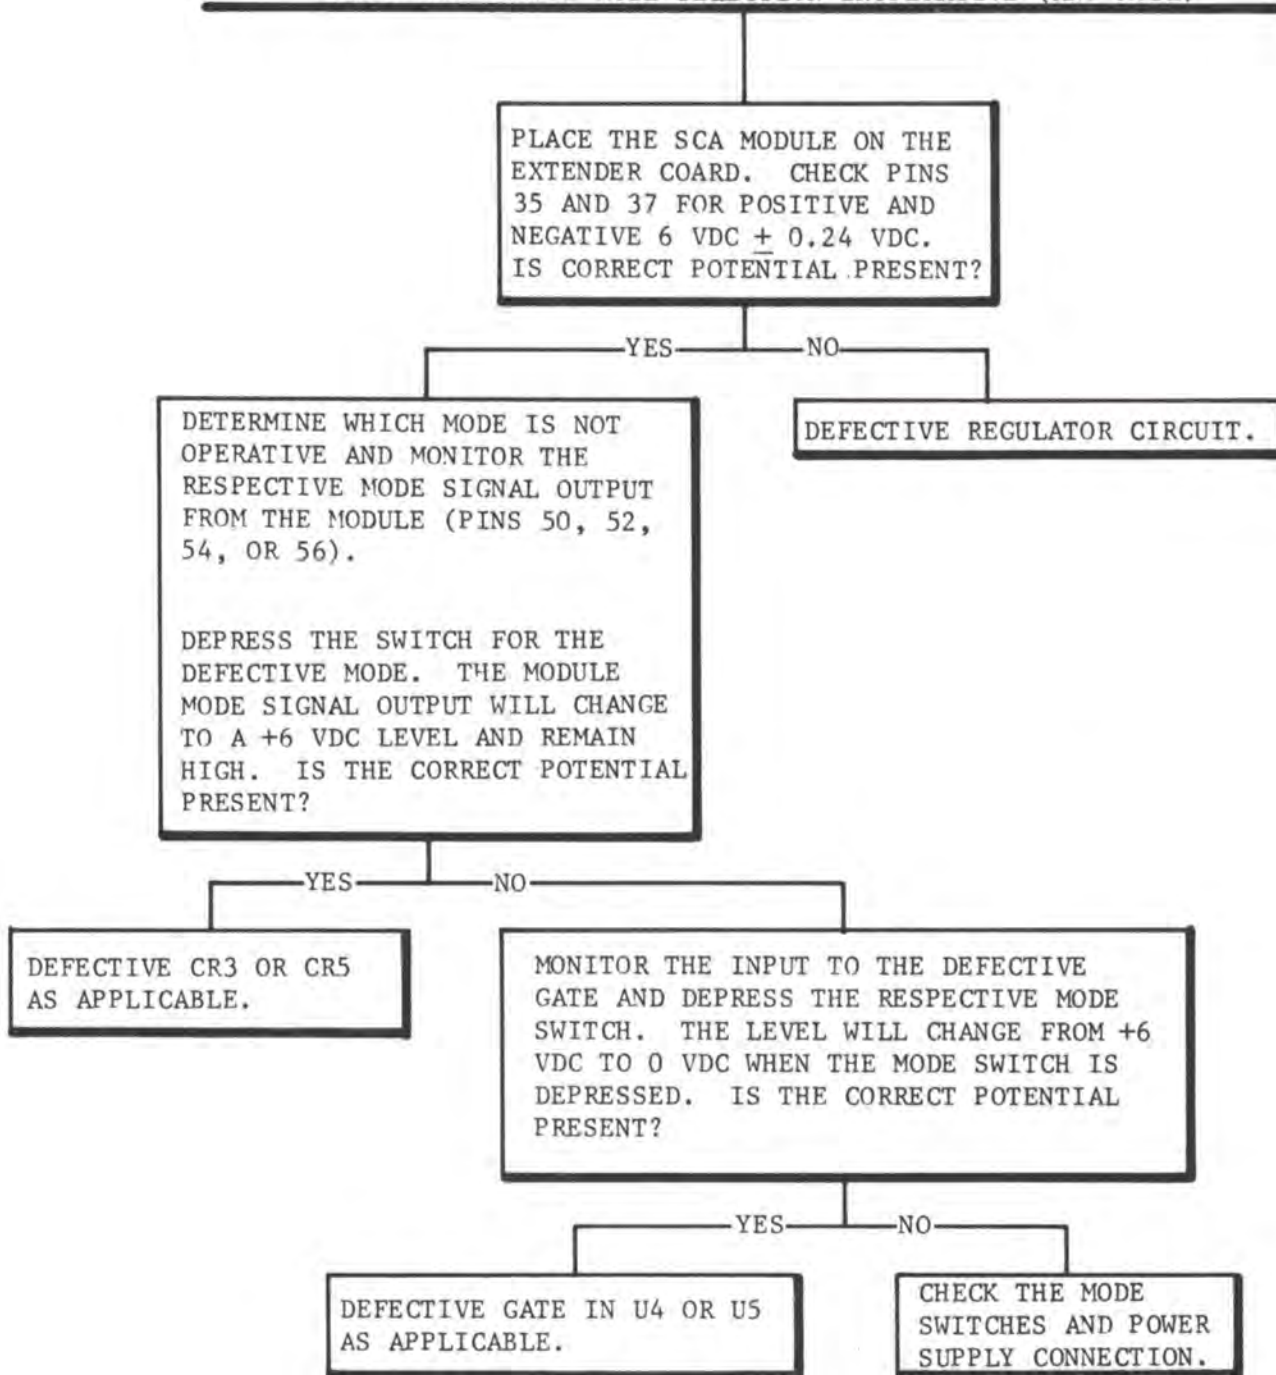 PLACE THE SCA MODULE ON THE
EXTENDER COARD. CHECK PINS
35 AND 37 FOR POSITIVE AND
NEGATIVE 6 VDC ± 0.24 VDC.
IS CORRECT POTENTIAL PRESENT?
YES NO
DETERMINE WHICH MODE IS NOT
OPERATIVE AND MONITOR THE
RESPECTIVE MODE SIGNAL OUTPUT
FROM THE MODULE (PINS 50, 52,
54, OR 56).
DEPRESS THE SWITCH FOR THE
DEFECTIVE MODE. THE MODULE
MODE SIGNAL OUTPUT WILL CHANGE
TO A +6 VDC LEVEL AND REMAIN
HIGH. IS THE CORRECT POTENTIAL
PRESENT?
DEFECTIVE REGULATOR CIRCUIT.
YES NO
DEFECTIVE CR3 OR CR5
AS APPLICABLE.
MONITOR THE INPUT TO THE DEFECTIVE
GATE AND DEPRESS THE RESPECTIVE MODE
SWITCH. THE LEVEL WILL CHANGE FROM +6
VDC TO 0 VDC WHEN THE MODE SWITCH IS
DEPRESSED. IS THE CORRECT POTENTIAL
PRESENT?
YES NO
DEFECTIVE GATE IN U4 OR U5
AS APPLICABLE.
CHECK THE MODE
SWITCHES AND POWER
SUPPLY CONNECTION.